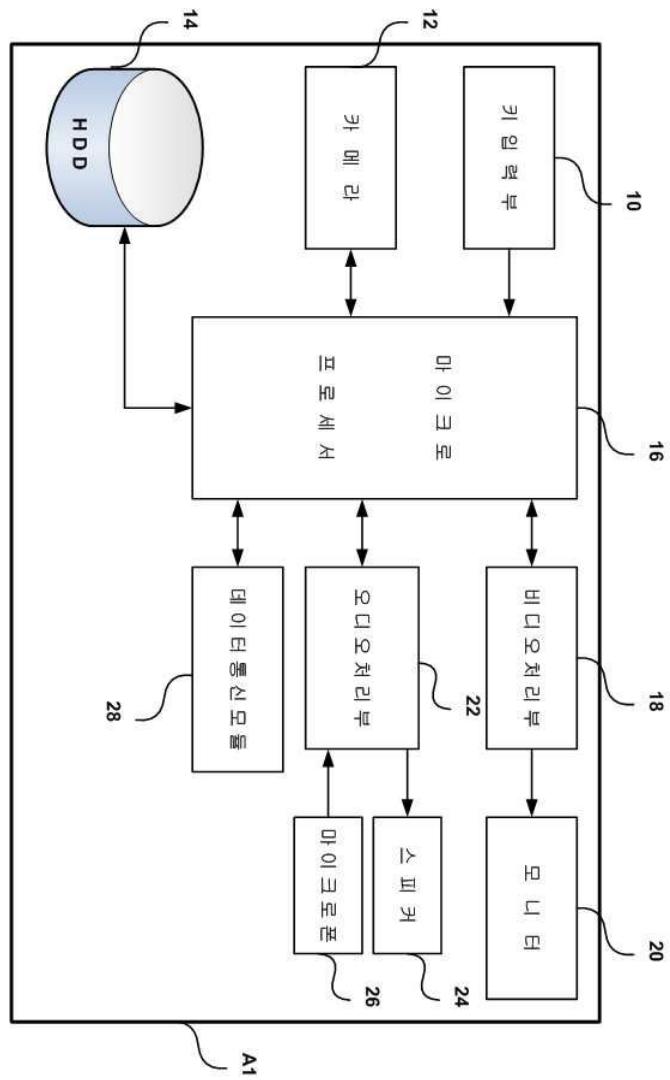 10
16
18
20
키입력부
마이크로
프로세서
비디오처리부
모니터
12
카메라
22
오디오처리부
24
스피커
26
마이크로폰
14
HDD
28
데이터통신모듈
A1